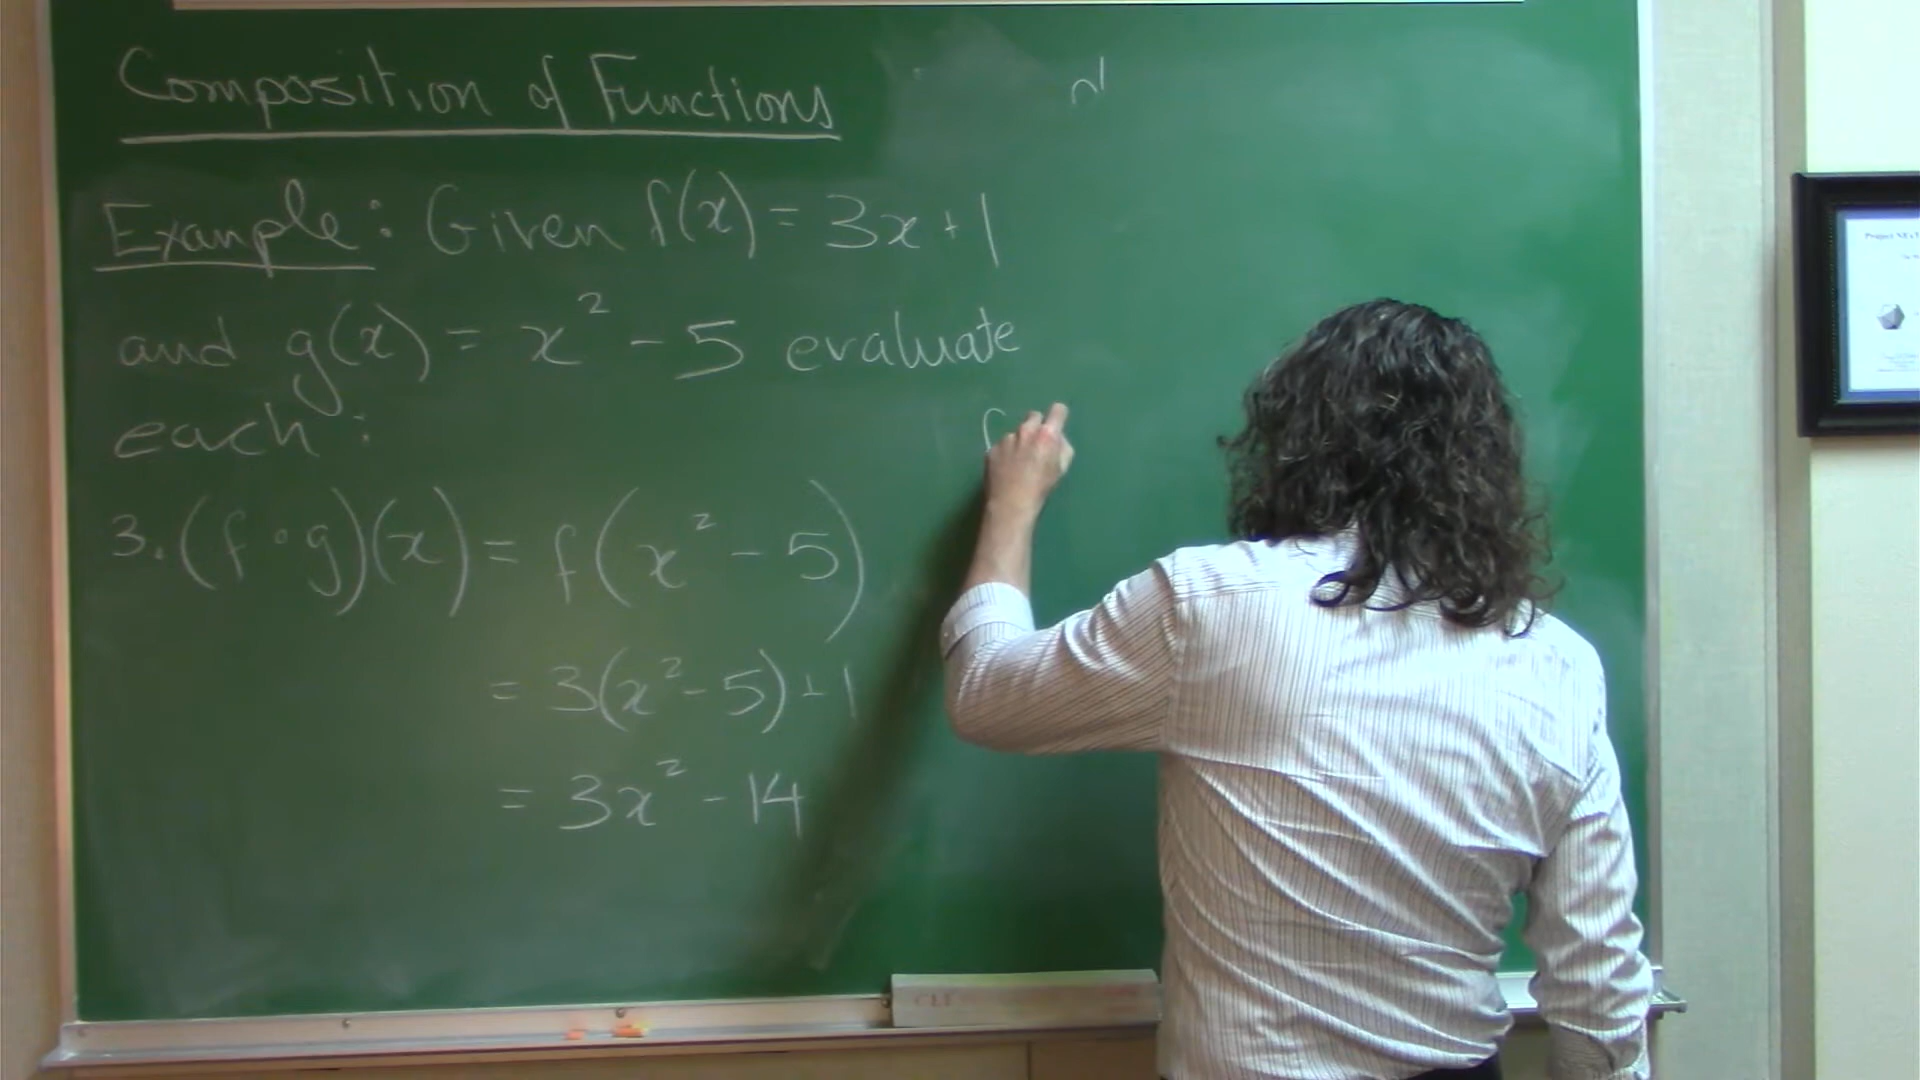 Composition of Functions
Example: Given f(x) = 3x + 1
and g(x) = x² - 5 evaluate
each:
3. (f∘g)(x) = f(x² - 5)
= 3(x² - 5) + 1
= 3x² - 14